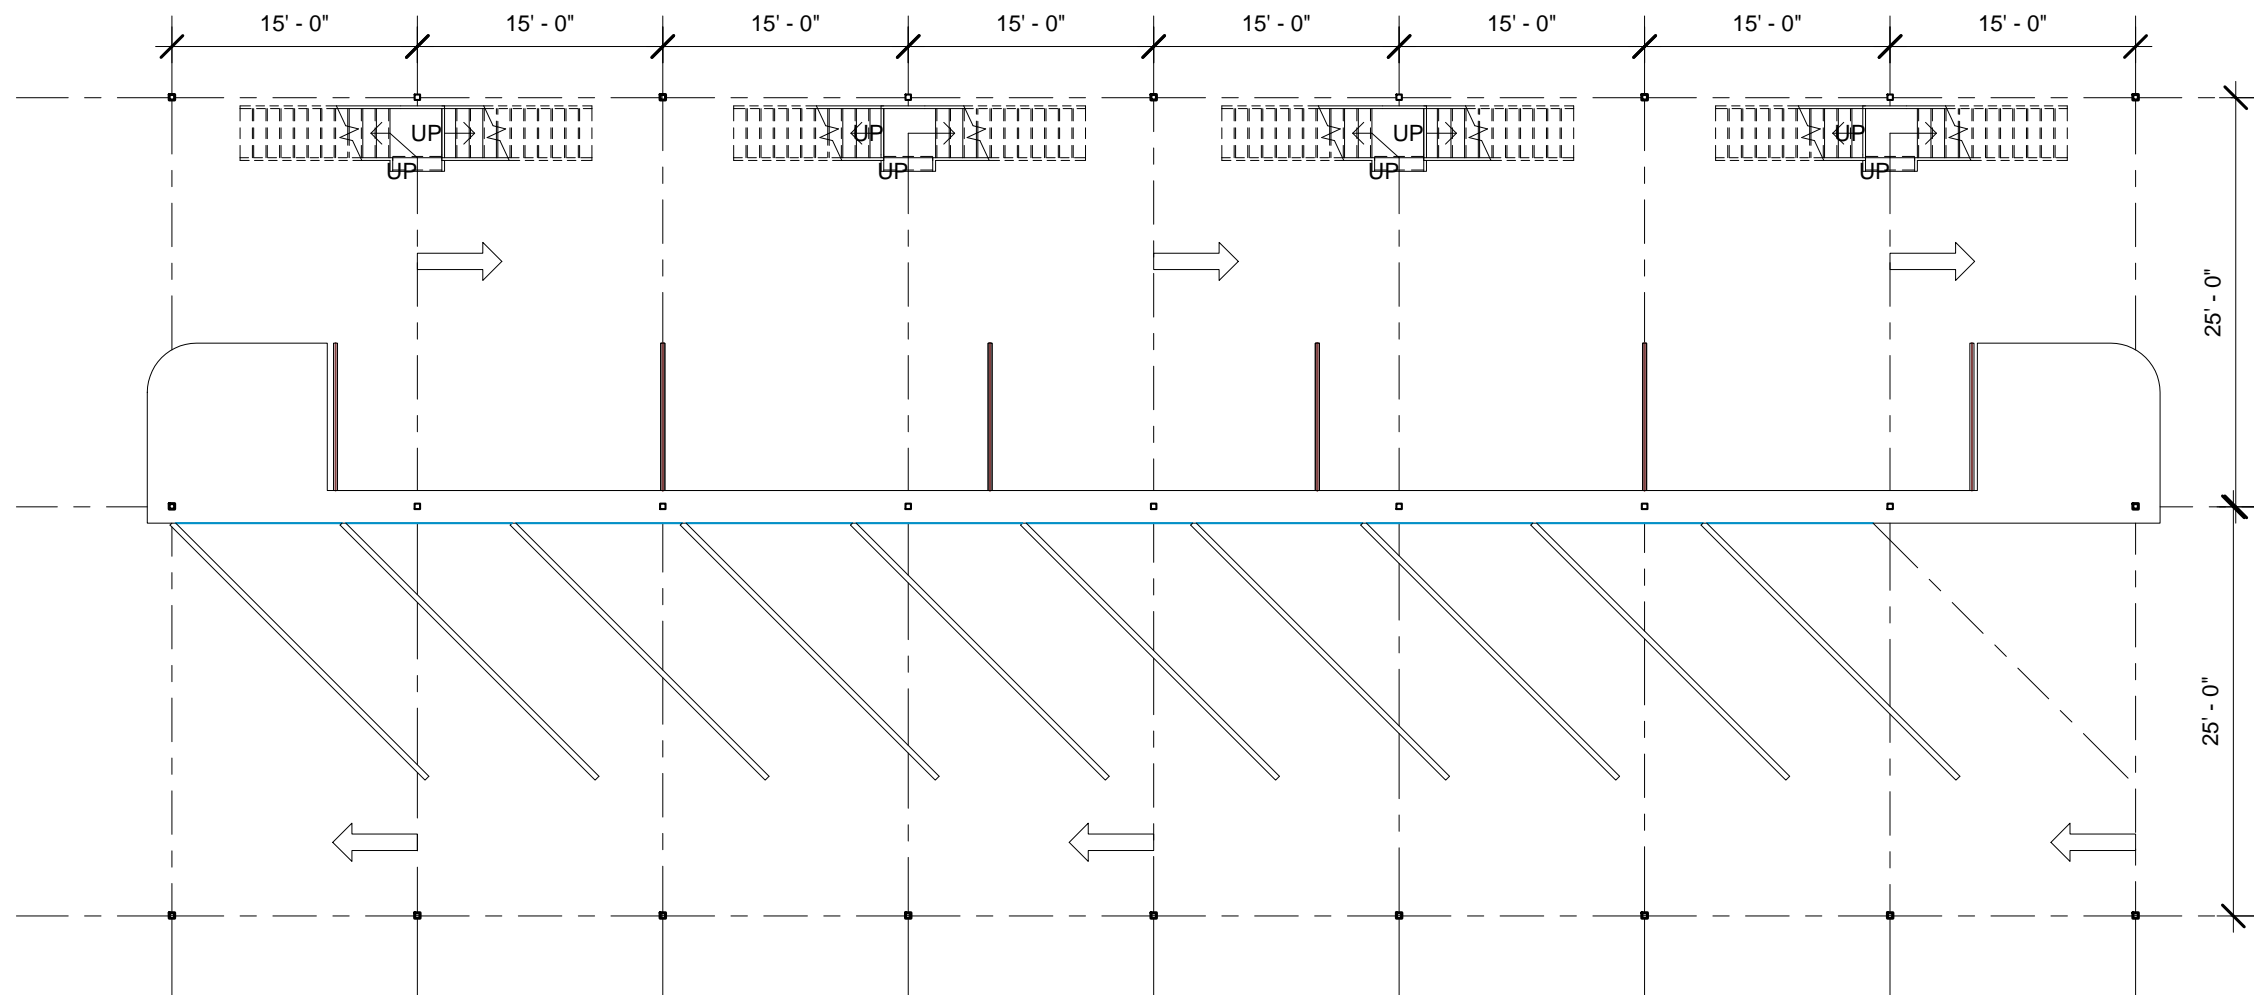 15' - 0" 15' - 0" 15' - 0" 15' - 0" 15' - 0" 15' - 0" 15' - 0" 15' - 0"
UP UP UP UP
UP UP UP UP
25' - 0"
25' - 0"